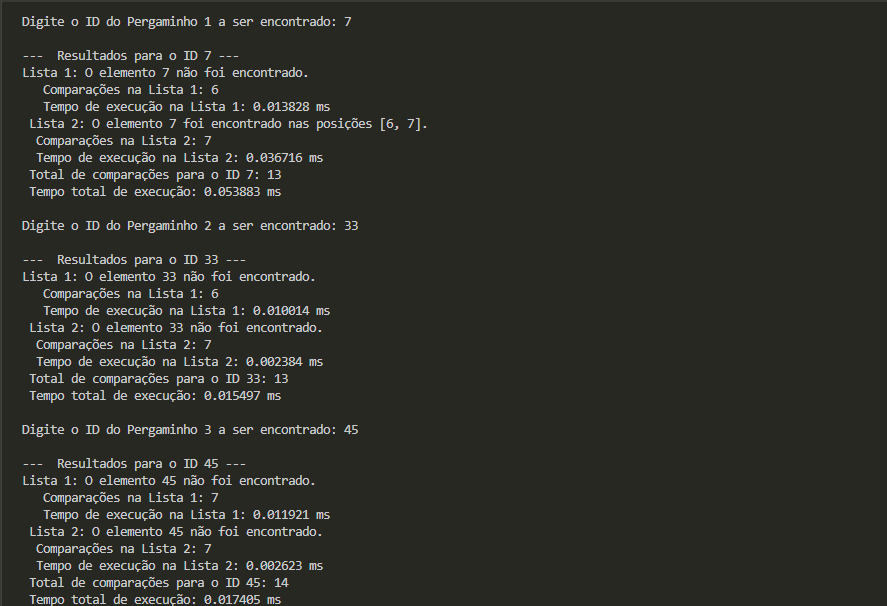 Digite o ID do Pergaminho 1 a ser encontrado: 7
--- Resultados para o ID 7 ---
Lista 1: O elemento 7 não foi encontrado.
Comparações na Lista 1: 6
Tempo de execução na Lista 1: 0.013828 ms
Lista 2: O elemento 7 foi encontrado nas posições [6, 7].
Comparações na Lista 2: 7
Tempo de execução na Lista 2: 0.036716 ms
Total de comparações para o ID 7: 13
Tempo total de execução: 0.053883 ms
Digite o ID do Pergaminho 2 a ser encontrado: 33
--- Resultados para o ID 33 ---
Lista 1: O elemento 33 não foi encontrado.
Comparações na Lista 1: 6
Tempo de execução na Lista 1: 0.010014 ms
Lista 2: O elemento 33 não foi encontrado.
Comparações na Lista 2: 7
Tempo de execução na Lista 2: 0.002384 ms
Total de comparações para o ID 33: 13
Tempo total de execução: 0.015497 ms
Digite o ID do Pergaminho 3 a ser encontrado: 45
--- Resultados para o ID 45 ---
Lista 1: O elemento 45 não foi encontrado.
Comparações na Lista 1: 7
Tempo de execução na Lista 1: 0.011921 ms
Lista 2: O elemento 45 não foi encontrado.
Comparações na Lista 2: 7
Tempo de execução na Lista 2: 0.002623 ms
Total de comparações para o ID 45: 14
Tempo total de execução: 0.017405 ms